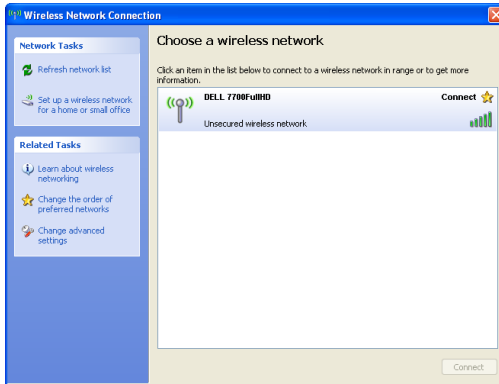 Wireless Network Connection
Network Tasks
Refresh network list
Set up a wireless network
for a home or small office
Related Tasks
Learn about wireless
networking
Change the order of
preferred networks
Change advanced
settings
Choose a wireless network
Click an item in the list below to connect to a wireless network in range or to get more
information.
DELL 7700FullHD
Connect
Unsecured wireless network
Connect